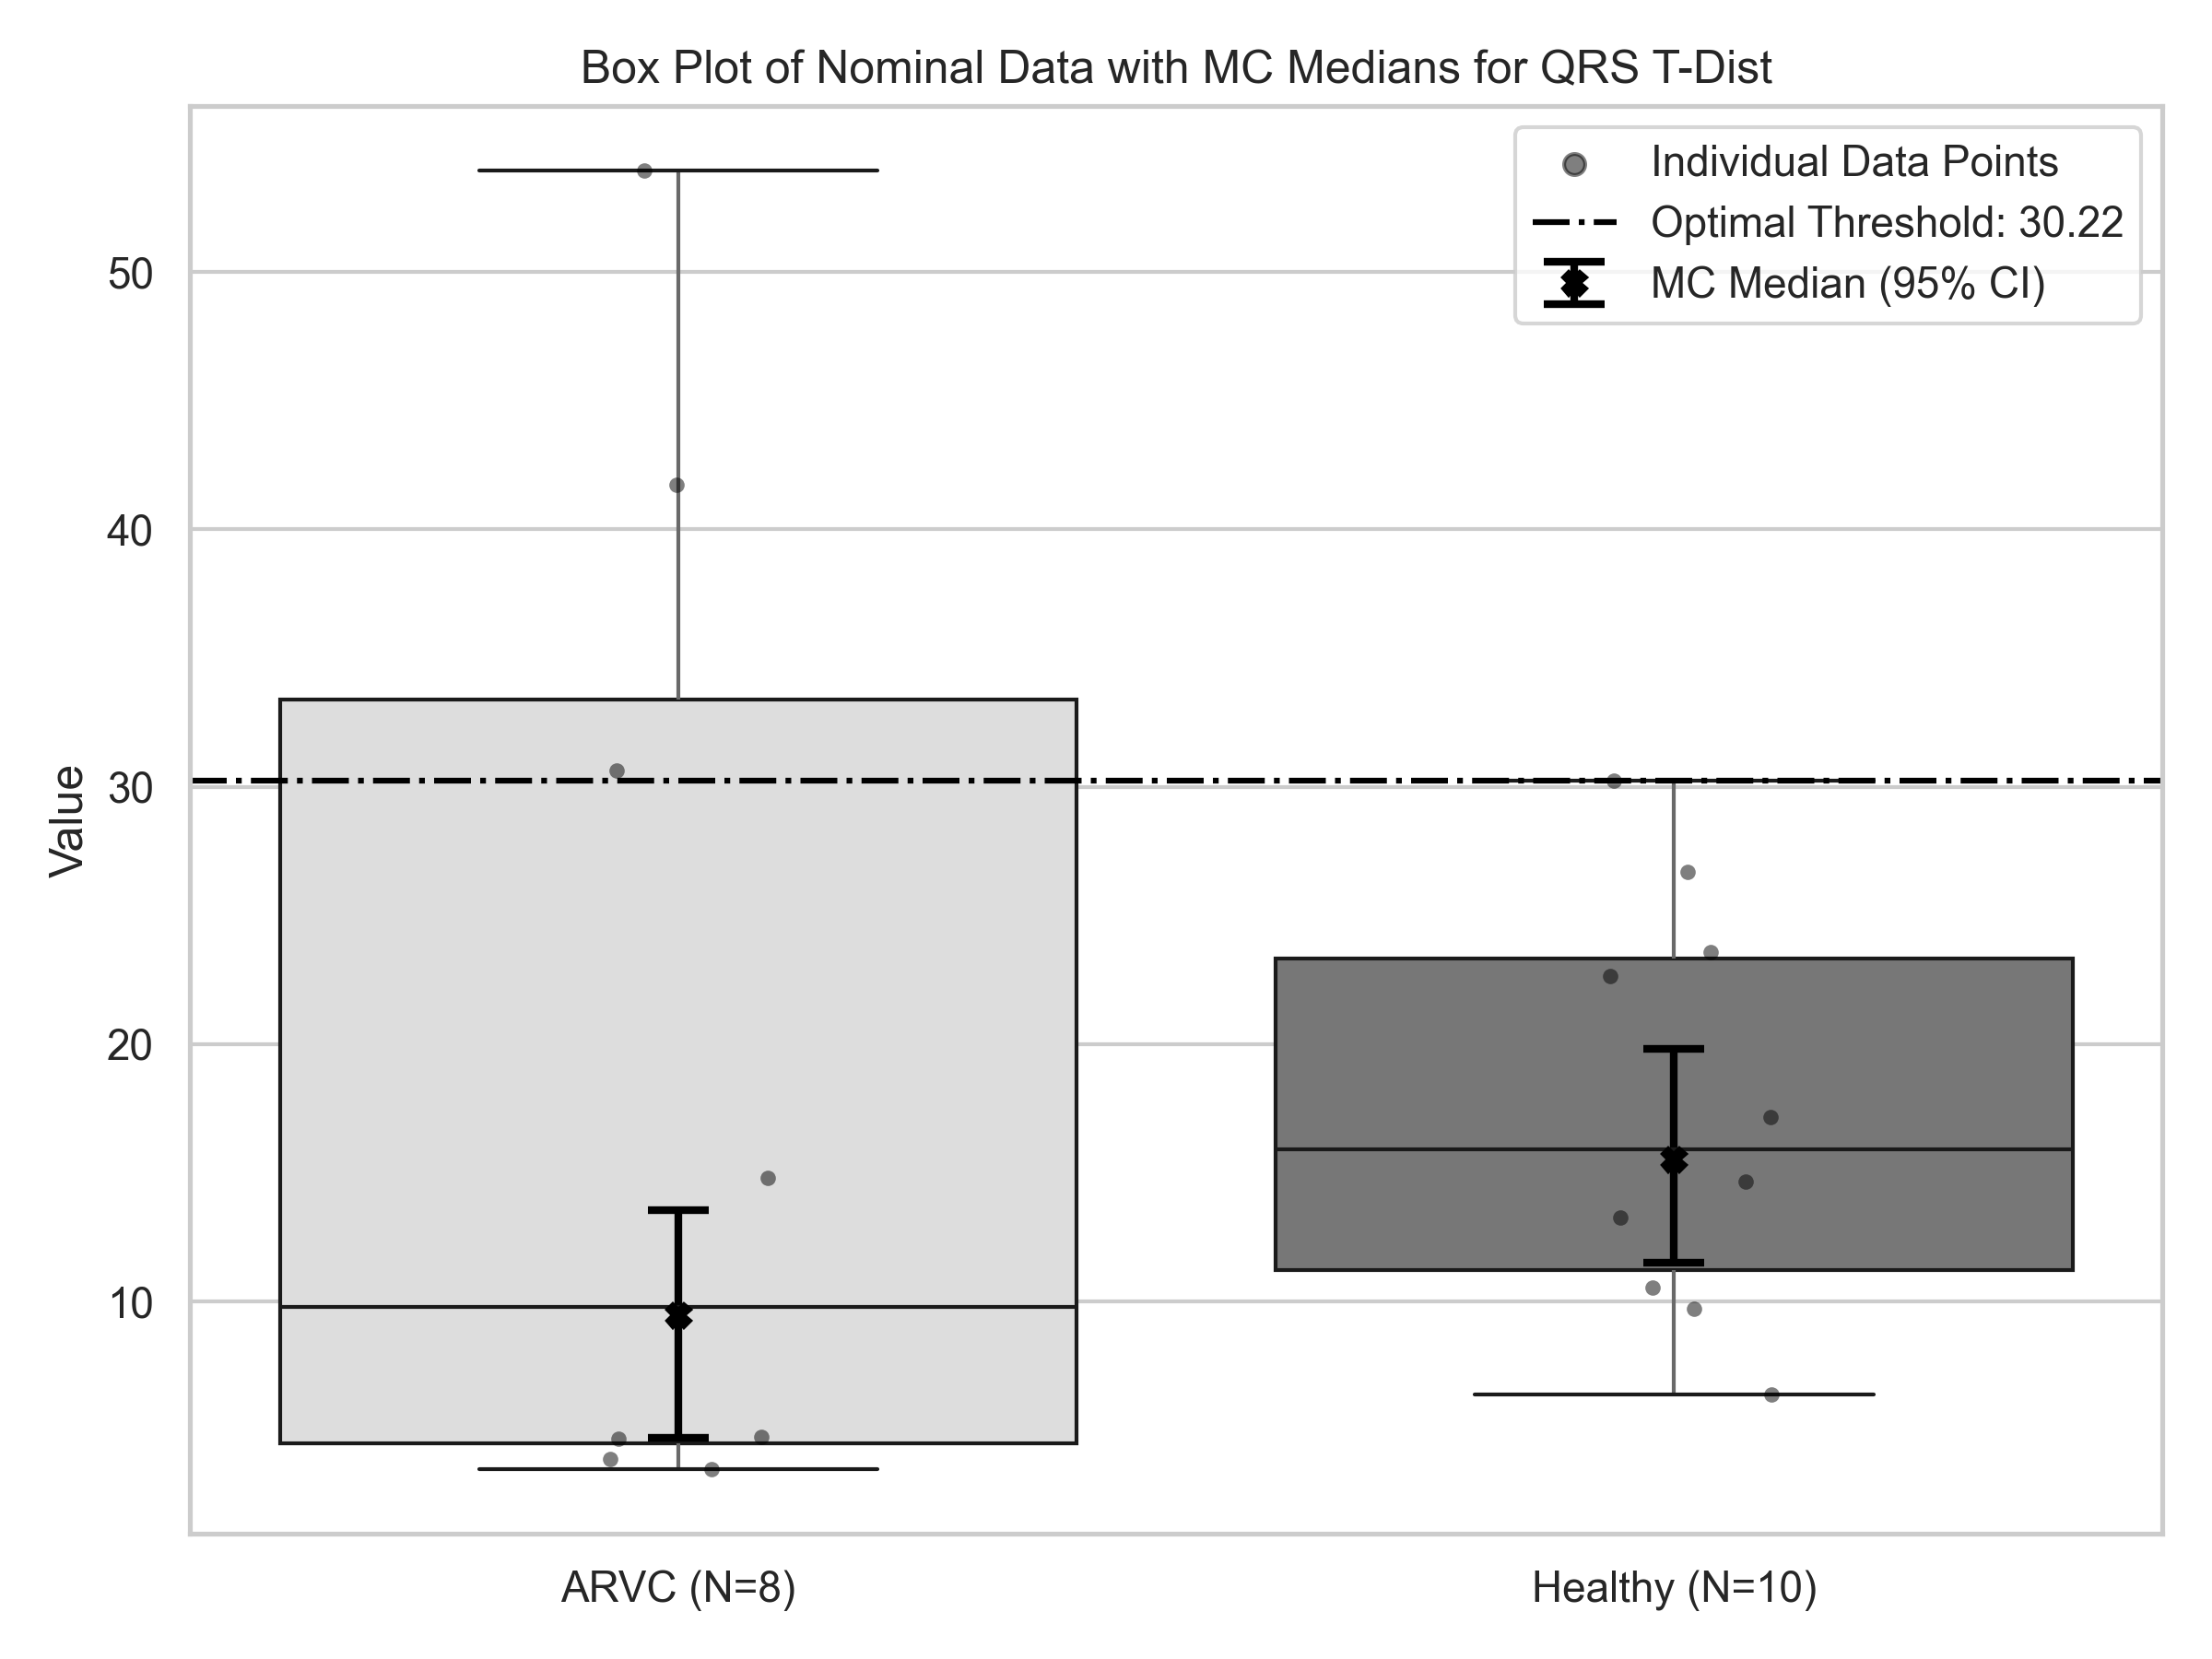 Box Plot of Nominal Data with MC Medians for QRS T-Dist
Individual Data Points
Optimal Threshold: 30.22
MC Median (95% CI)
50
40
30
20
10
Value
ARVC (N=8)
Healthy (N=10)